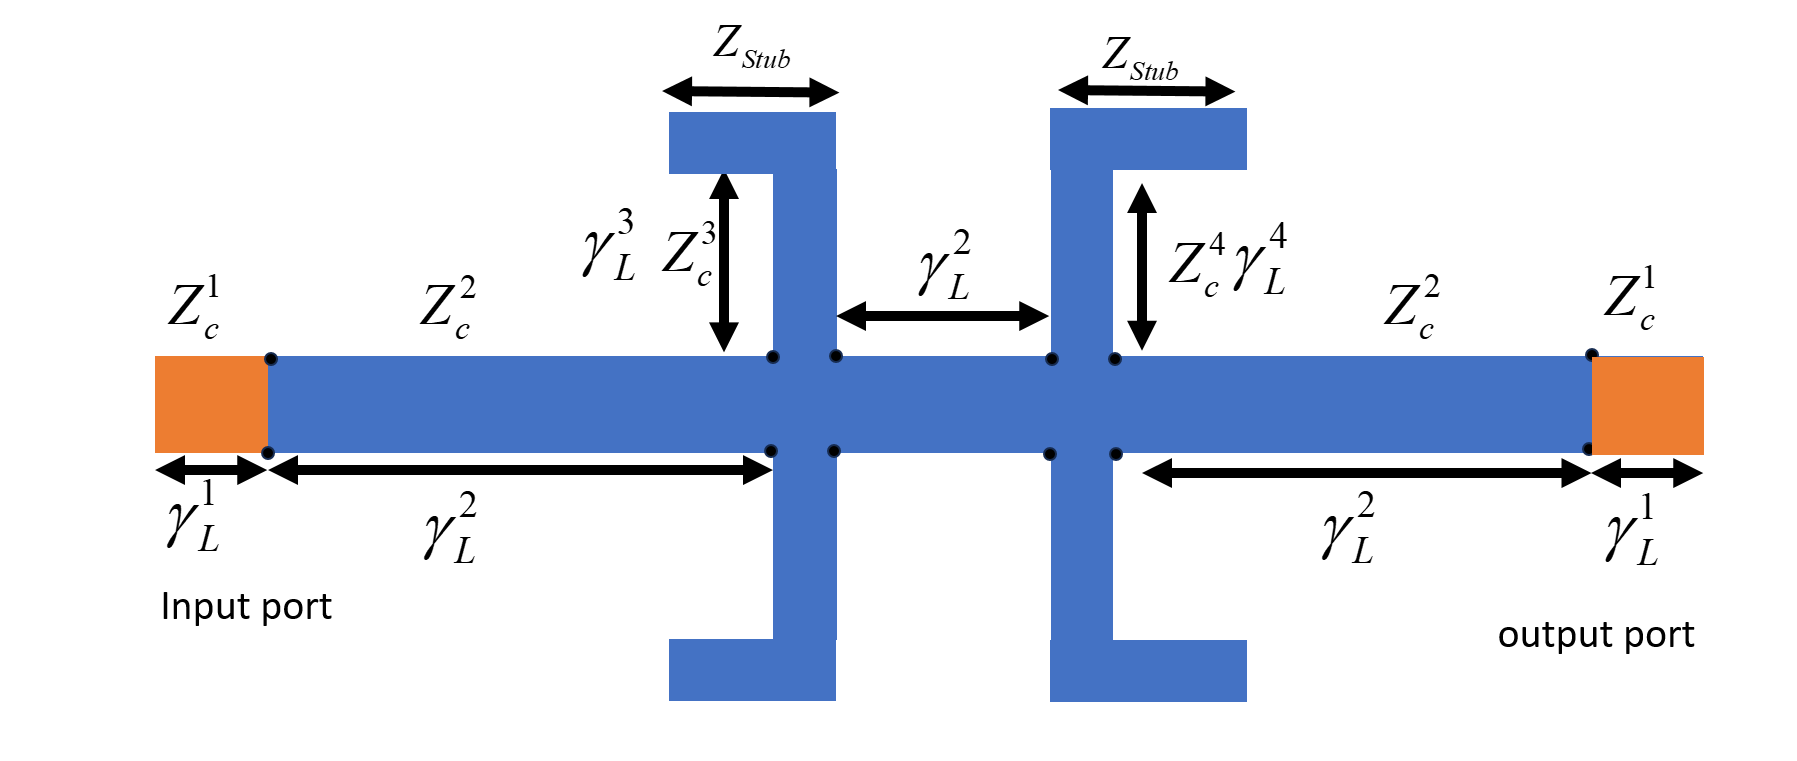 Z_Stub
Z_Stub
γ_L^3 Z_c^3
γ_L^2
Z_c^4 γ_L^4
Z_c^1
Z_c^2
Z_c^2
Z_c^1
γ_L^1
γ_L^2
γ_L^2
γ_L^1
Input port
output port